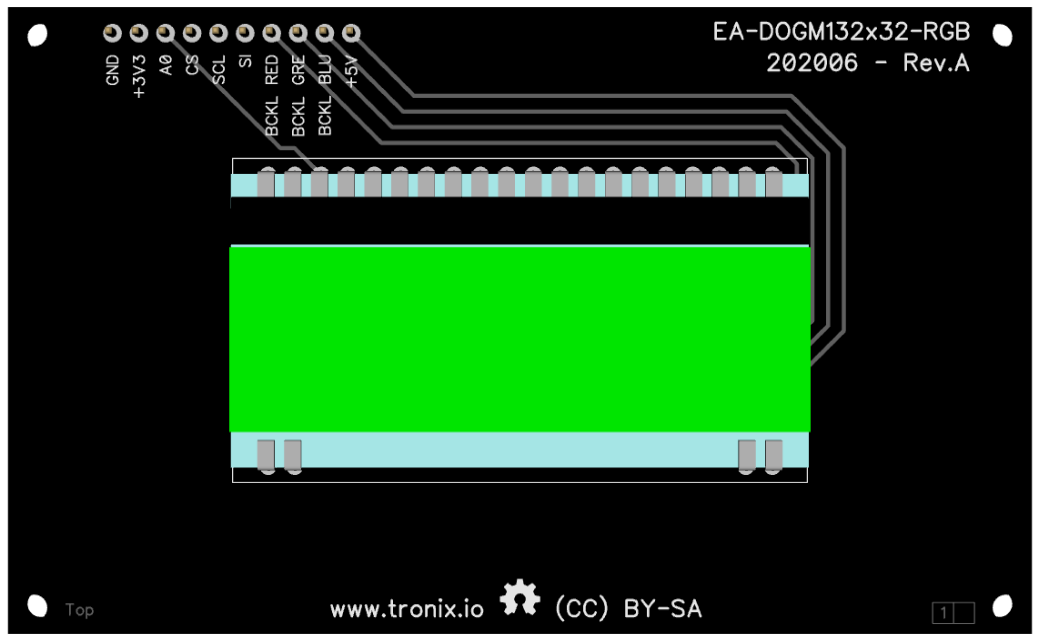 EA-DOGM132x32-RGB
202006 - Rev.A
GND
+3V3
A0
CS
SCL
SI
BCKL RED
BCKL GRE
BCKL BLU
+5V
Top
www.tronix.io (CC) BY-SA
1